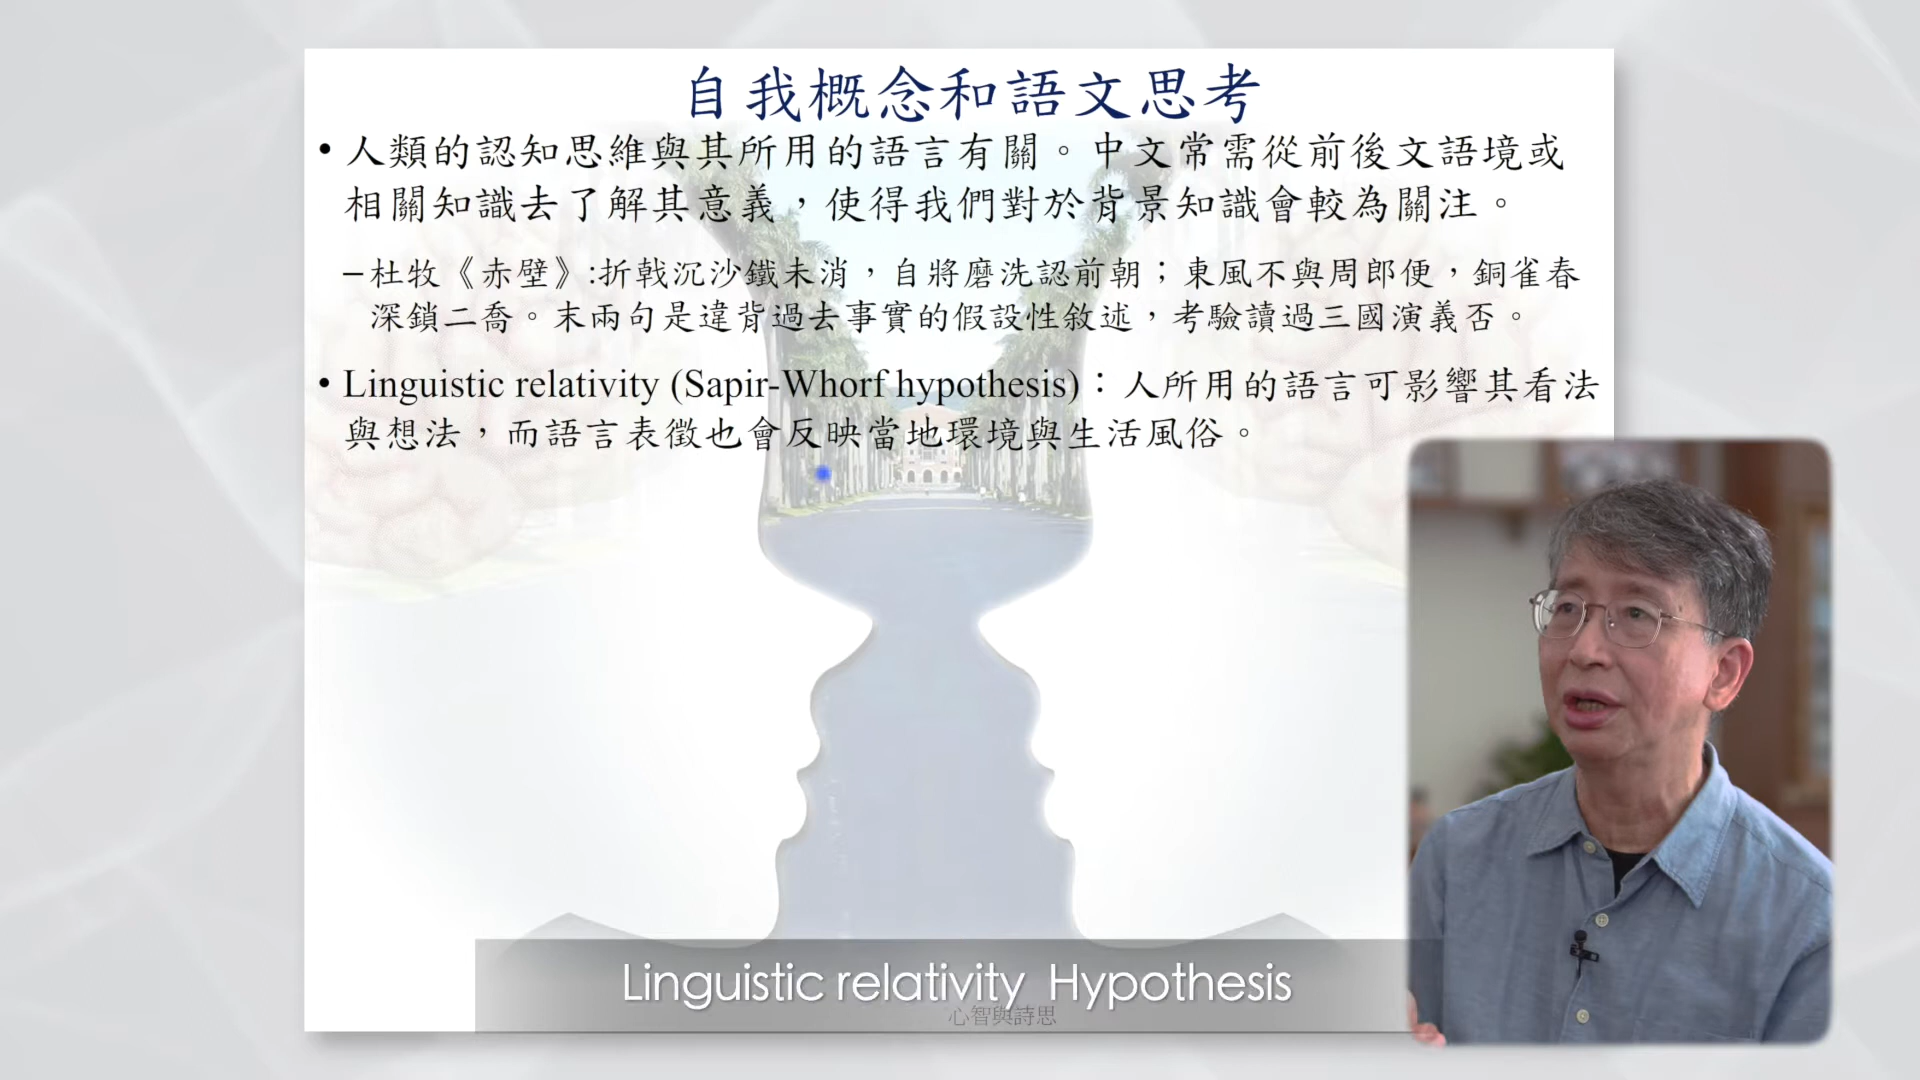 自我概念和語文思考
• 人類的認知思維與其所用的語言有關。中文常需從前後文語境或
相關知識去了解其意義，使得我們對於背景知識會較為關注。
–杜牧《赤壁》:折戟沉沙鐵未消，自將磨洗認前朝；東風不與周郎便，銅雀春
深鎖二喬。末兩句是違背過去事實的假設性敘述，考驗讀過三國演義否。
• Linguistic relativity (Sapir-Whorf hypothesis)：人所用的語言可影響其看法
與想法，而語言表徵也會反映當地環境與生活風俗。
Linguistic relativity Hypothesis
心智與詩思